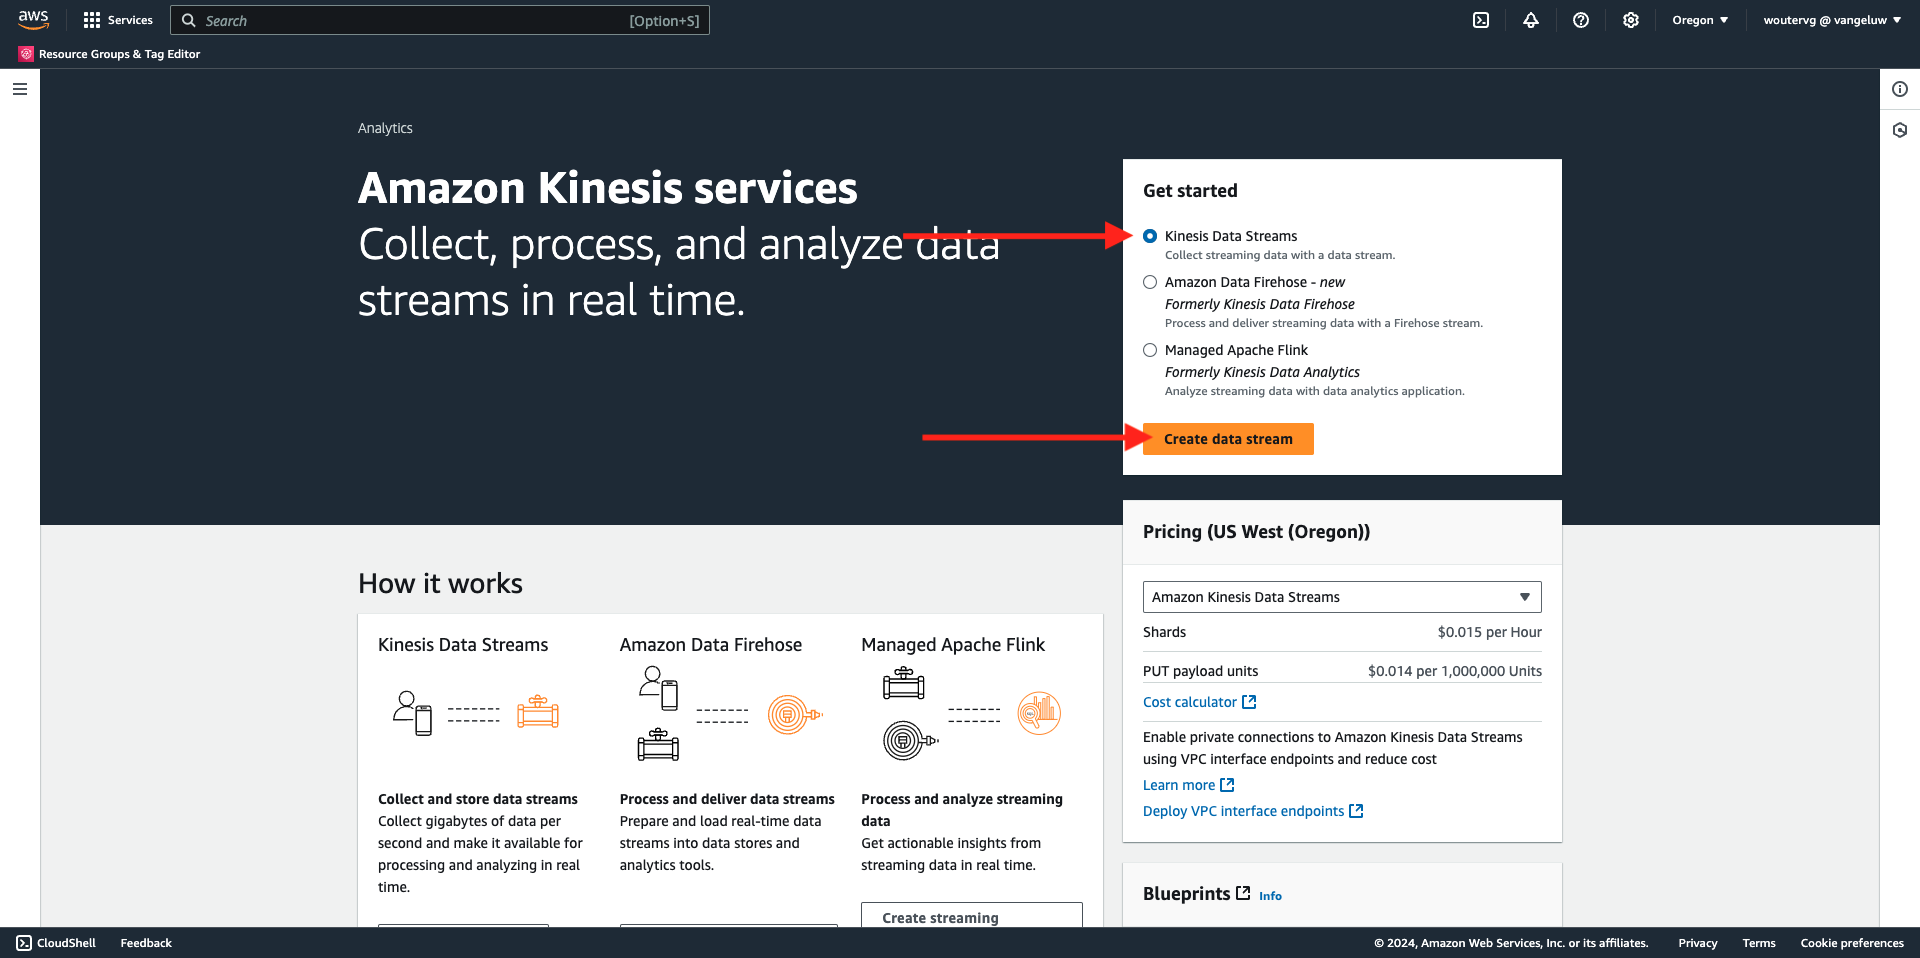 aws
Services
Search
[Option+S]
Oregon
woutervg @ vangeluw
Resource Groups & Tag Editor
Analytics
Amazon Kinesis services
Collect, process, and analyze data
streams in real time.
Get started
Kinesis Data Streams
Collect streaming data with a data stream.
Amazon Data Firehose - new
Formerly Kinesis Data Firehose
Process and deliver streaming data with a Firehose stream.
Managed Apache Flink
Formerly Kinesis Data Analytics
Analyze streaming data with data analytics application.
Create data stream
Pricing (US West (Oregon))
Amazon Kinesis Data Streams
Shards
$0.015 per Hour
PUT payload units
$0.014 per 1,000,000 Units
Cost calculator
Enable private connections to Amazon Kinesis Data Streams
using VPC interface endpoints and reduce cost
Learn more
Deploy VPC interface endpoints
Blueprints
Info
How it works
Kinesis Data Streams
Collect and store data streams
Collect gigabytes of data per
second and make it available for
processing and analyzing in real
time.
Amazon Data Firehose
Process and deliver data streams
Prepare and load real-time data
streams into data stores and
analytics tools.
Managed Apache Flink
Process and analyze streaming
data
Get actionable insights from
streaming data in real time.
Create streaming
CloudShell
Feedback
© 2024, Amazon Web Services, Inc. or its affiliates.
Privacy
Terms
Cookie preferences